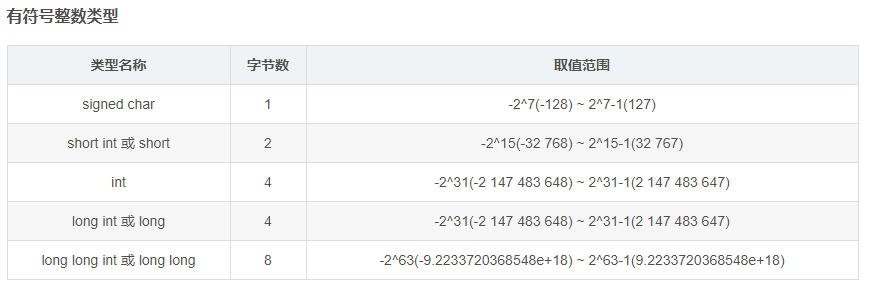 有符号整数类型
类型名称 字节数 取值范围
signed char 1 -2^7(-128) ~ 2^7-1(127)
short int 或 short 2 -2^15(-32 768) ~ 2^15-1(32 767)
int 4 -2^31(-2 147 483 648) ~ 2^31-1(2 147 483 647)
long int 或 long 4 -2^31(-2 147 483 648) ~ 2^31-1(2 147 483 647)
long long int 或 long long 8 -2^63(-9.2233720368548e+18) ~ 2^63-1(9.2233720368548e+18)